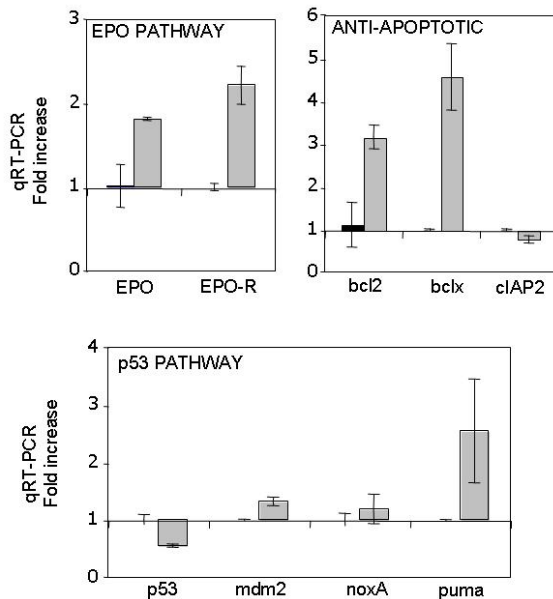 EPO PATHWAY
qRT-PCR
Fold increase
3
2
1
0
EPO EPO-R
ANTI-APOPTOTIC
6
5
4
3
2
1
0
bcl2 bclx cIAP2
p53 PATHWAY
qRT-PCR
Fold increase
4
3
2
1
0
p53 mdm2 noxA puma